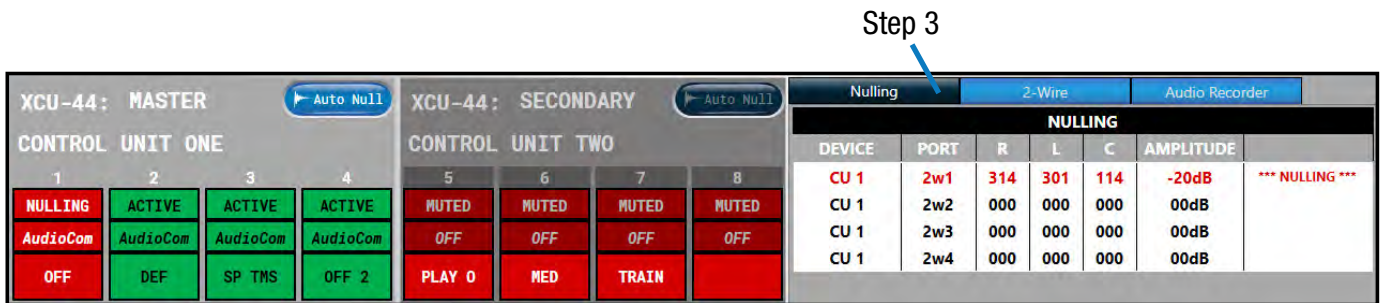 Step 3
XCU-44: MASTER
Auto Null
CONTROL UNIT ONE
1 2 3 4
NULLING ACTIVE ACTIVE ACTIVE
AudioCom AudioCom AudioCom AudioCom
OFF DEF SP TMS OFF 2
XCU-44: SECONDARY
Auto Null
CONTROL UNIT TWO
5 6 7 8
MUTED MUTED MUTED MUTED
OFF OFF OFF OFF
PLAY O MED TRAIN
Nulling 2-Wire Audio Recorder
NULLING
DEVICE PORT R L C AMPLITUDE
CU 1 2w1 314 301 114 -20dB *** NULLING ***
CU 1 2w2 000 000 000 00dB
CU 1 2w3 000 000 000 00dB
CU 1 2w4 000 000 000 00dB